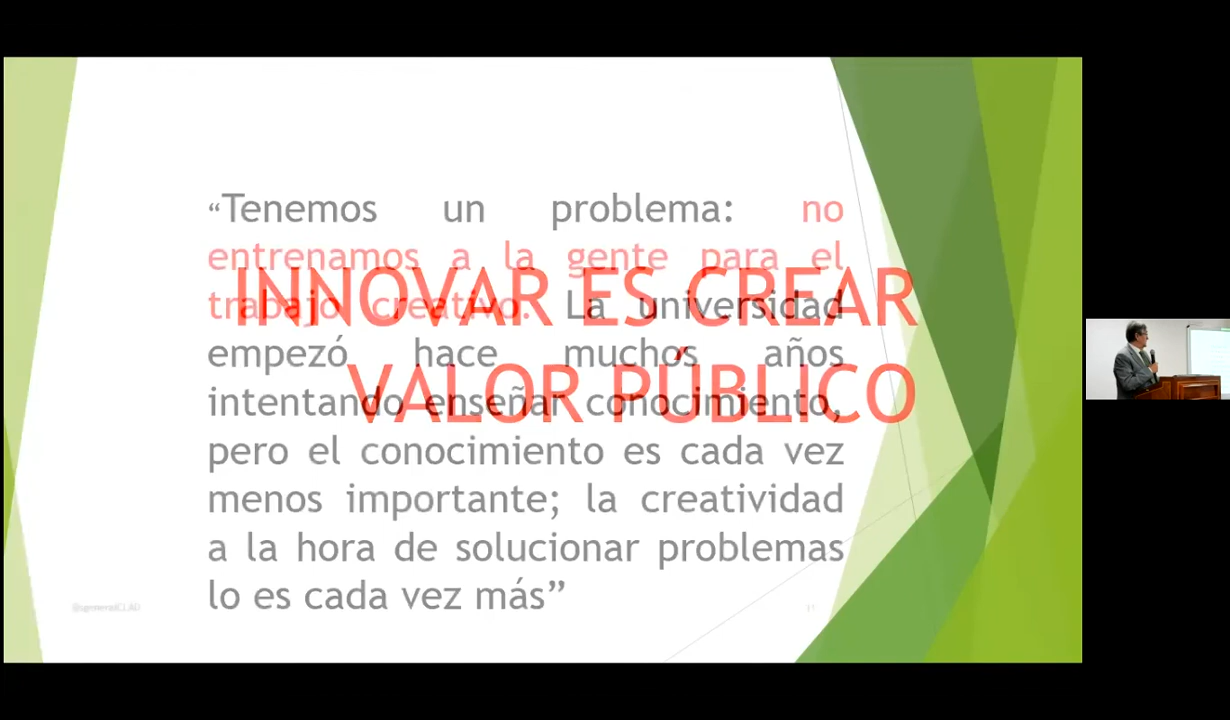 “Tenemos un problema: no
entrenamos a la gente para el
trabajo creativo. La universidad
empezó hace muchos años
intentando enseñar conocimiento,
pero el conocimiento es cada vez
menos importante; la creatividad
a la hora de solucionar problemas
lo es cada vez más”
INNOVAR ES CREAR
VALOR PÚBLICO
11